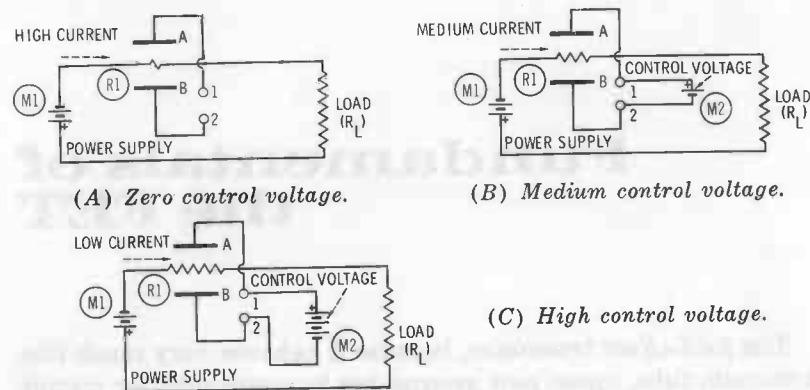 HIGH CURRENT
A
M1
R1
B
1
2
+
LOAD
(RL)
POWER SUPPLY
(A) Zero control voltage.
MEDIUM CURRENT
A
CONTROL VOLTAGE
M1
R1
B
1
2
+
M2
+
LOAD
(RL)
POWER SUPPLY
(B) Medium control voltage.
LOW CURRENT
A
CONTROL VOLTAGE
M1
R1
B
1
2
+
M2
+
LOAD
(RL)
POWER SUPPLY
(C) High control voltage.